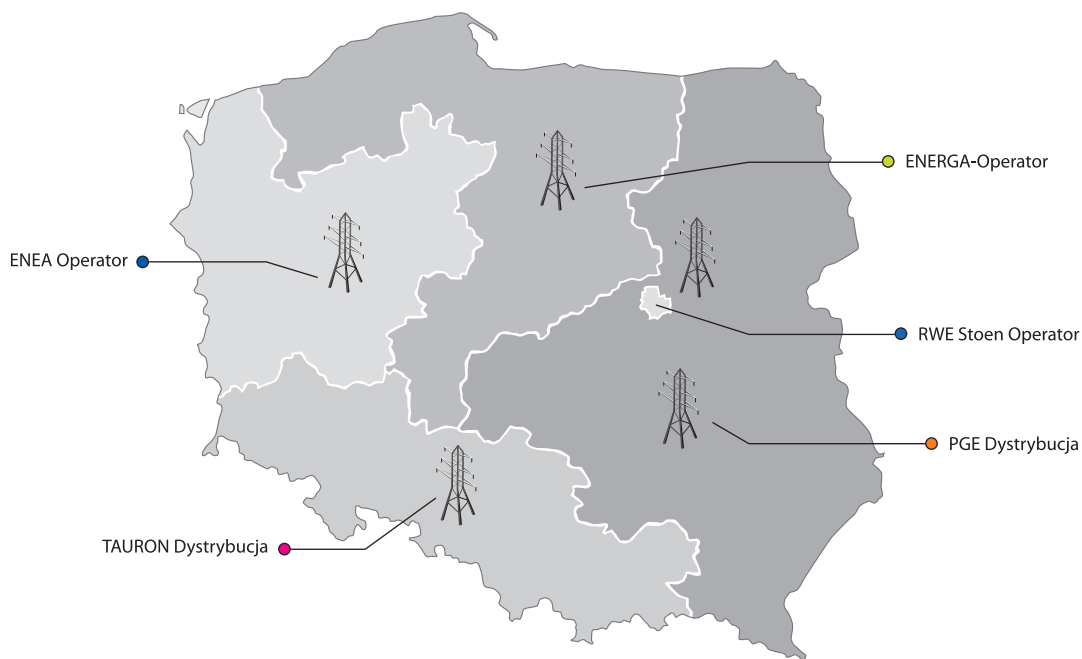 ENERGA-Operator
ENEA Operator
RWE Stoen Operator
PGE Dystrybucja
TAURON Dystrybucja